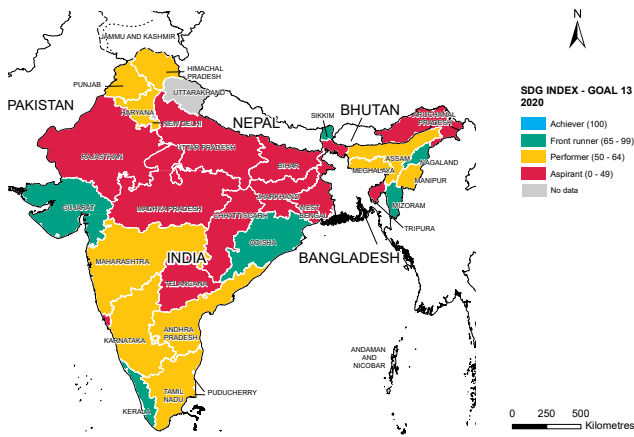 JAMMU AND KASHMIR
N
HIMACHAL
PRADESH
PUNJAB
UTTARAKHAND
PAKISTAN
HARYANA
NEW DELHI
NEPAL
SIKKIM
BHUTAN
ARUNACHAL
PRADESH
RAJASTHAN
UTTAR PRADESH
BIHAR
ASSAM
NAGALAND
MEGHALAYA
MANIPUR
GUJARAT
MADHYA PRADESH
JHARKHAND
WEST
BENGAL
CHHATTISGARH
MIZORAM
TRIPURA
ODISHA
MAHARASHTRA
INDIA
BANGLADESH
TELANGANA
KARNATAKA
ANDHRA
PRADESH
ANDAMAN
AND
NICOBAR
TAMIL
NADU
PUDUCHERRY
KERALA
SDG INDEX - GOAL 13
2020
Achiever (100)
Front runner (65 - 99)
Performer (50 - 64)
Aspirant (0 - 49)
No data
0 250 500
Kilometres